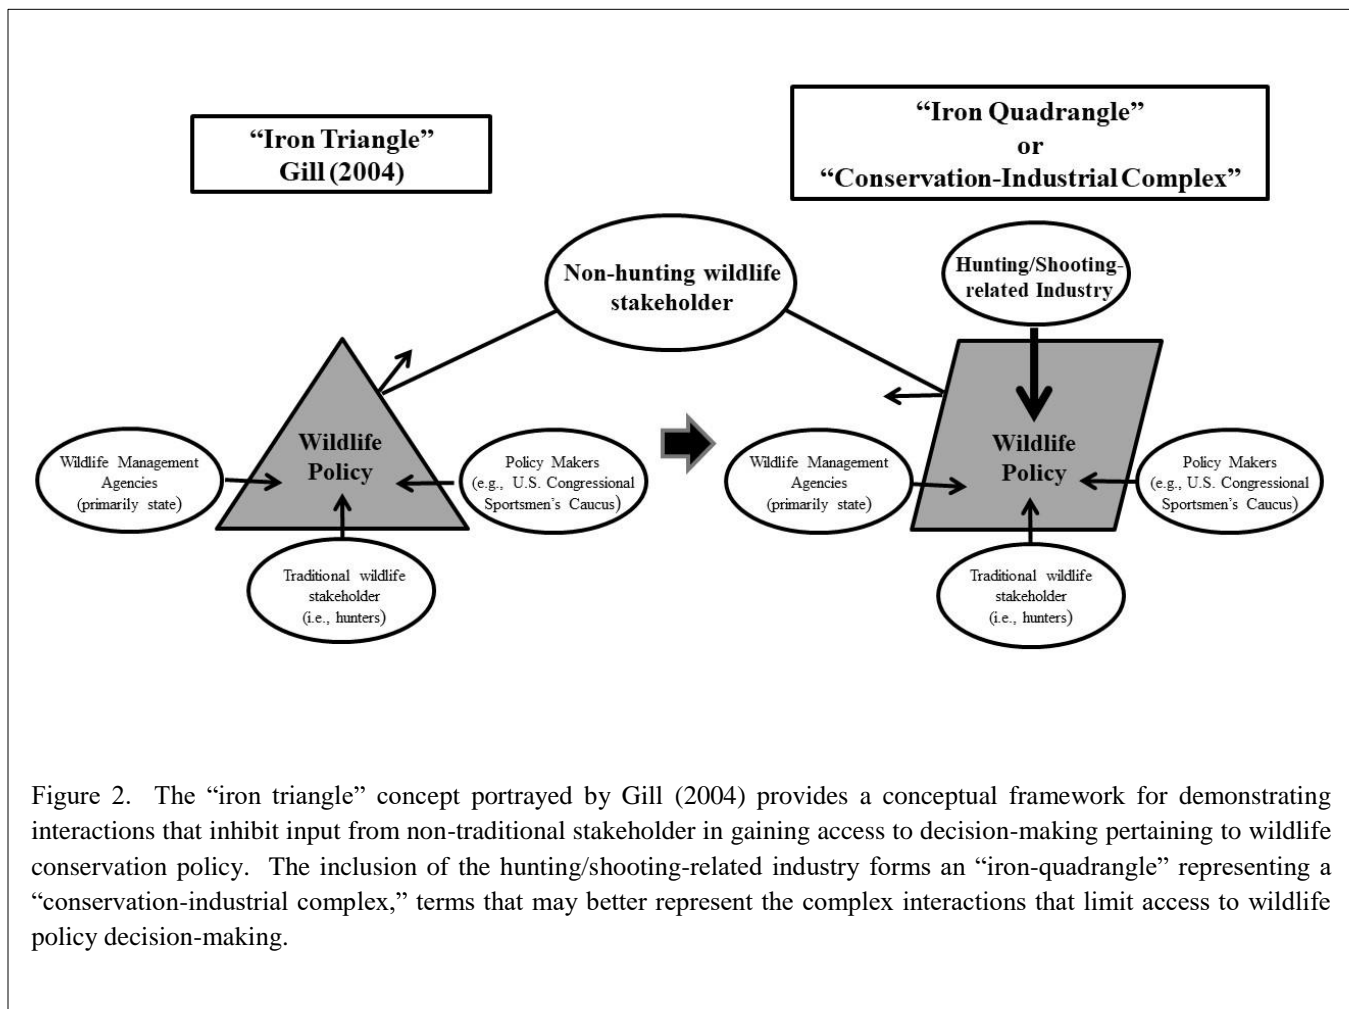 “Iron Triangle”
Gill (2004)
“Iron Quadrangle”
or
“Conservation-Industrial Complex”
Non-hunting wildlife
stakeholder
Hunting/Shooting-
related Industry
Wildlife
Policy
Wildlife Management
Agencies
(primarily state)
Policy Makers
(e.g., U.S. Congressional
Sportsmen’s Caucus)
Traditional wildlife
stakeholder
(i.e., hunters)
Wildlife
Policy
Wildlife Management
Agencies
(primarily state)
Policy Makers
(e.g., U.S. Congressional
Sportsmen’s Caucus)
Traditional wildlife
stakeholder
(i.e., hunters)
Figure 2. The “iron triangle” concept portrayed by Gill (2004) provides a conceptual framework for demonstrating
interactions that inhibit input from non-traditional stakeholder in gaining access to decision-making pertaining to wildlife
conservation policy. The inclusion of the hunting/shooting-related industry forms an “iron-quadrangle” representing a
“conservation-industrial complex,” terms that may better represent the complex interactions that limit access to wildlife
policy decision-making.